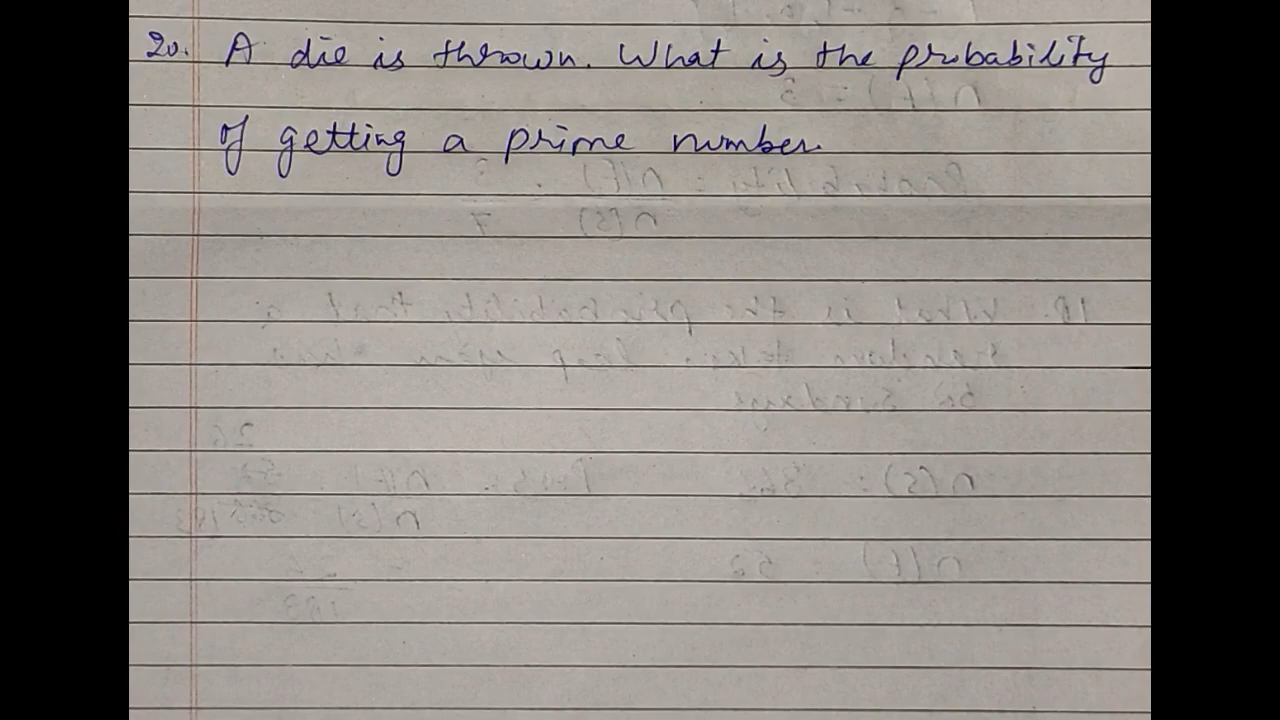 20. A die is thrown. What is the probability
of getting a prime number.